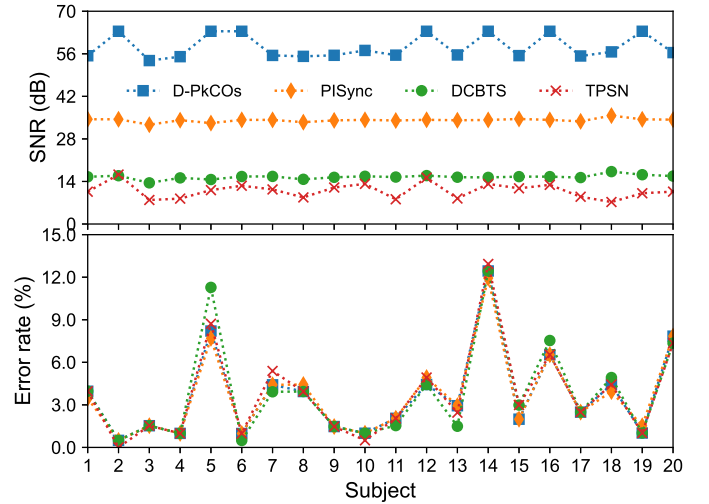 70
56
42
28
14
0
SNR (dB)
D-PkCOs PISync DCBTS TPSN
15.0
12.0
9.0
6.0
3.0
0.0
Error rate (%)
1 2 3 4 5 6 7 8 9 10 11 12 13 14 15 16 17 18 19 20
Subject